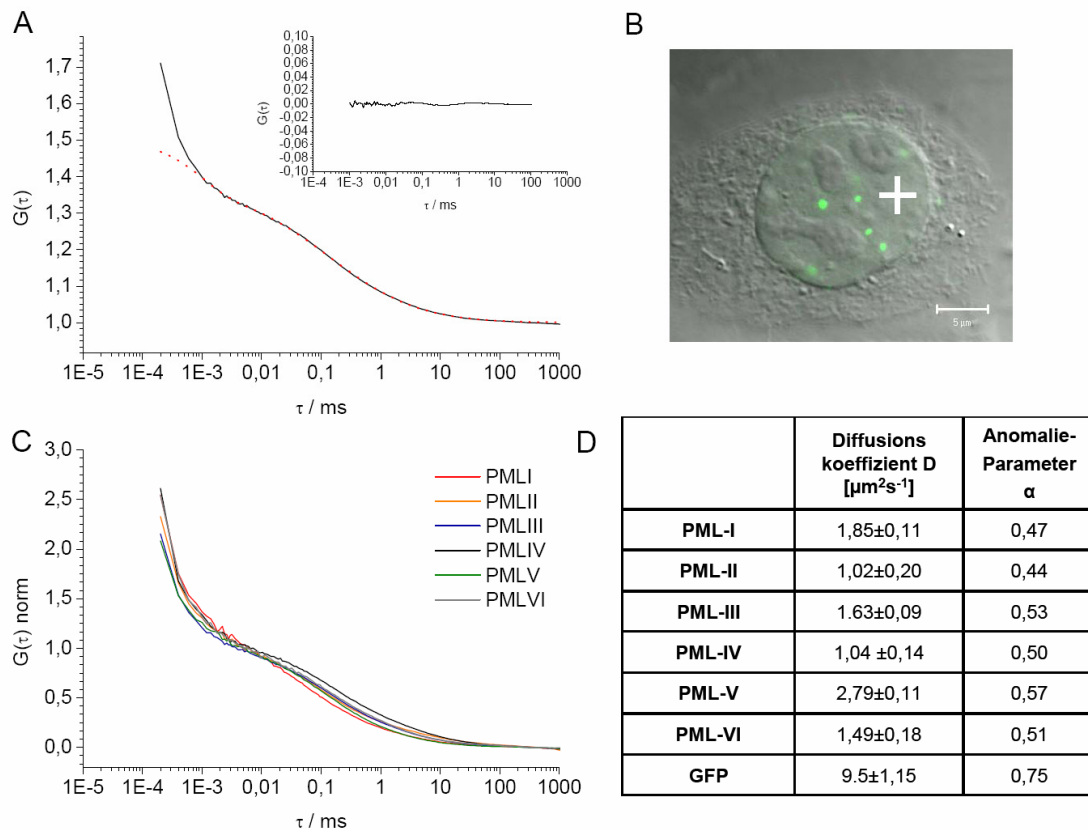 A
1,7
1,6
1,5
1,4
1,3
1,2
1,1
1,0
G(τ)
1E-5 1E-4 1E-3 0,01 0,1 1 10 100 1000
τ / ms
0,10
0,08
0,06
0,04
0,02
0,00
-0,02
-0,04
-0,06
-0,08
-0,10
G(τ)
1E-4 1E-3 0,01 0,1 1 10 100 1000
τ / ms
B
5 µm
C
3,0
2,5
2,0
1,5
1,0
0,5
0,0
G(τ) norm
1E-5 1E-4 1E-3 0,01 0,1 1 10 100 1000
τ / ms
PMLI
PMLII
PMLIII
PMLIV
PMLV
PMLVI
D
Diffusions
koeffizient D
[µm²s⁻¹]
Anomalie-
Parameter
α
PML-I 1,85±0,11 0,47
PML-II 1,02±0,20 0,44
PML-III 1.63±0,09 0,53
PML-IV 1,04 ±0,14 0,50
PML-V 2,79±0,11 0,57
PML-VI 1,49±0,18 0,51
GFP 9.5±1,15 0,75